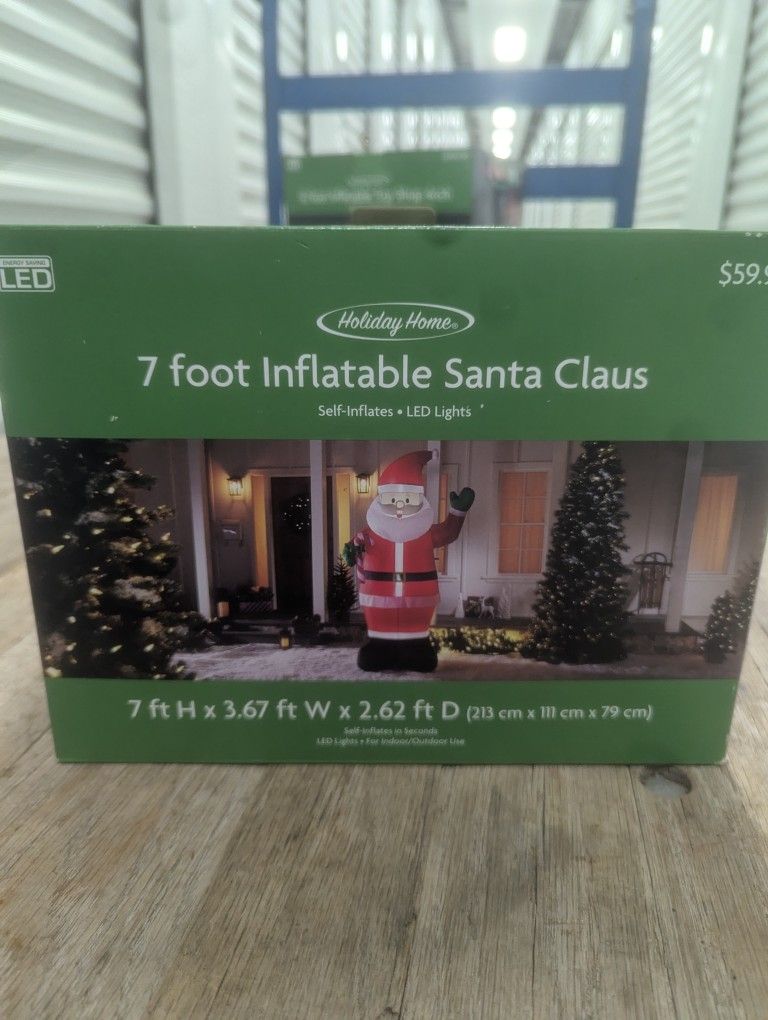 ENERGY SAVING
LED
$59.9
Holiday Home®
7 foot Inflatable Santa Claus
Self-Inflates • LED Lights
7 ft H x 3.67 ft W x 2.62 ft D (213 cm x 111 cm x 79 cm)
Self-Inflates in Seconds
LED Lights • For Indoor/Outdoor Use